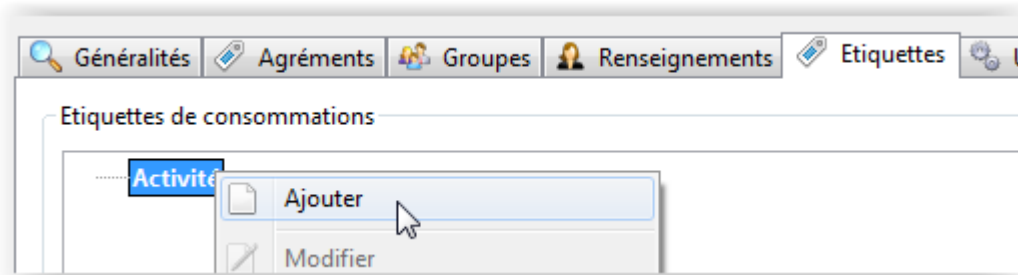 Généralités Agréments Groupes Renseignements Etiquettes
Etiquettes de consommations
Activité
Ajouter
Modifier